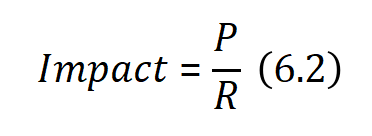 Impact = P/R (6.2)